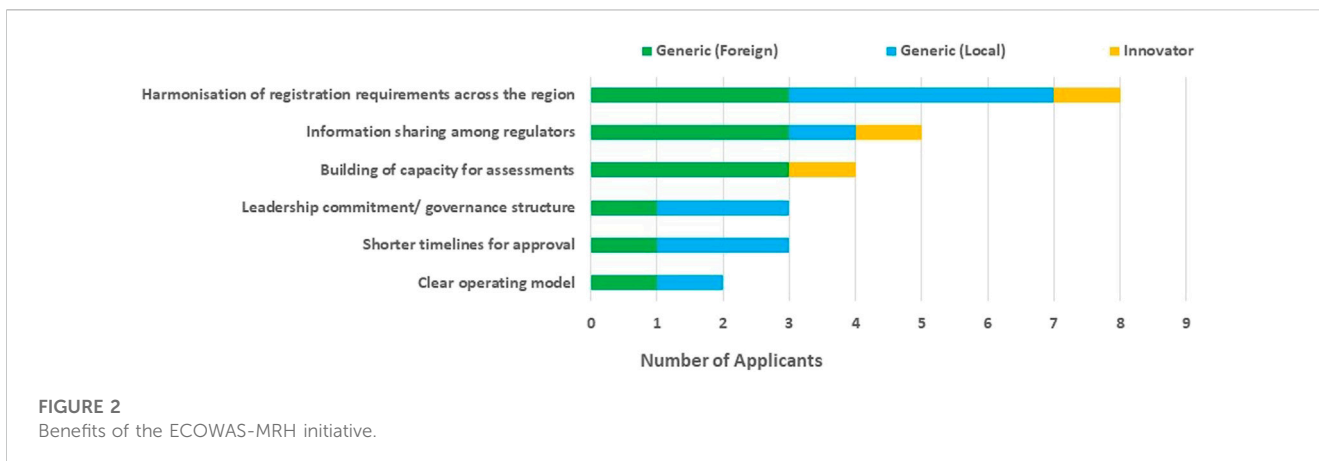 Generic (Foreign) Generic (Local) Innovator
Harmonisation of registration requirements across the region
Information sharing among regulators
Building of capacity for assessments
Leadership commitment/ governance structure
Shorter timelines for approval
Clear operating model
0 1 2 3 4 5 6 7 8 9
Number of Applicants
FIGURE 2
Benefits of the ECOWAS-MRH initiative.